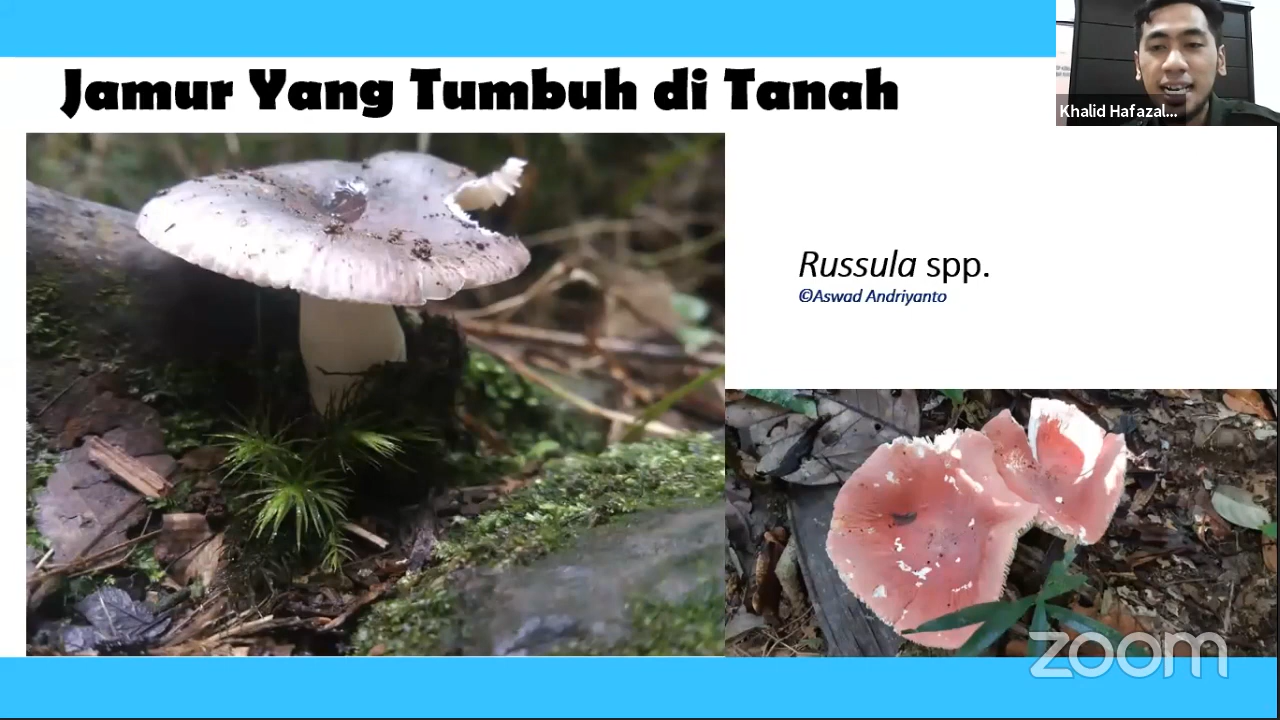 Jamur Yang Tumbuh di Tanah
Khalid Hafazal...
Russula spp.
©Aswad Andriyanto
zoom